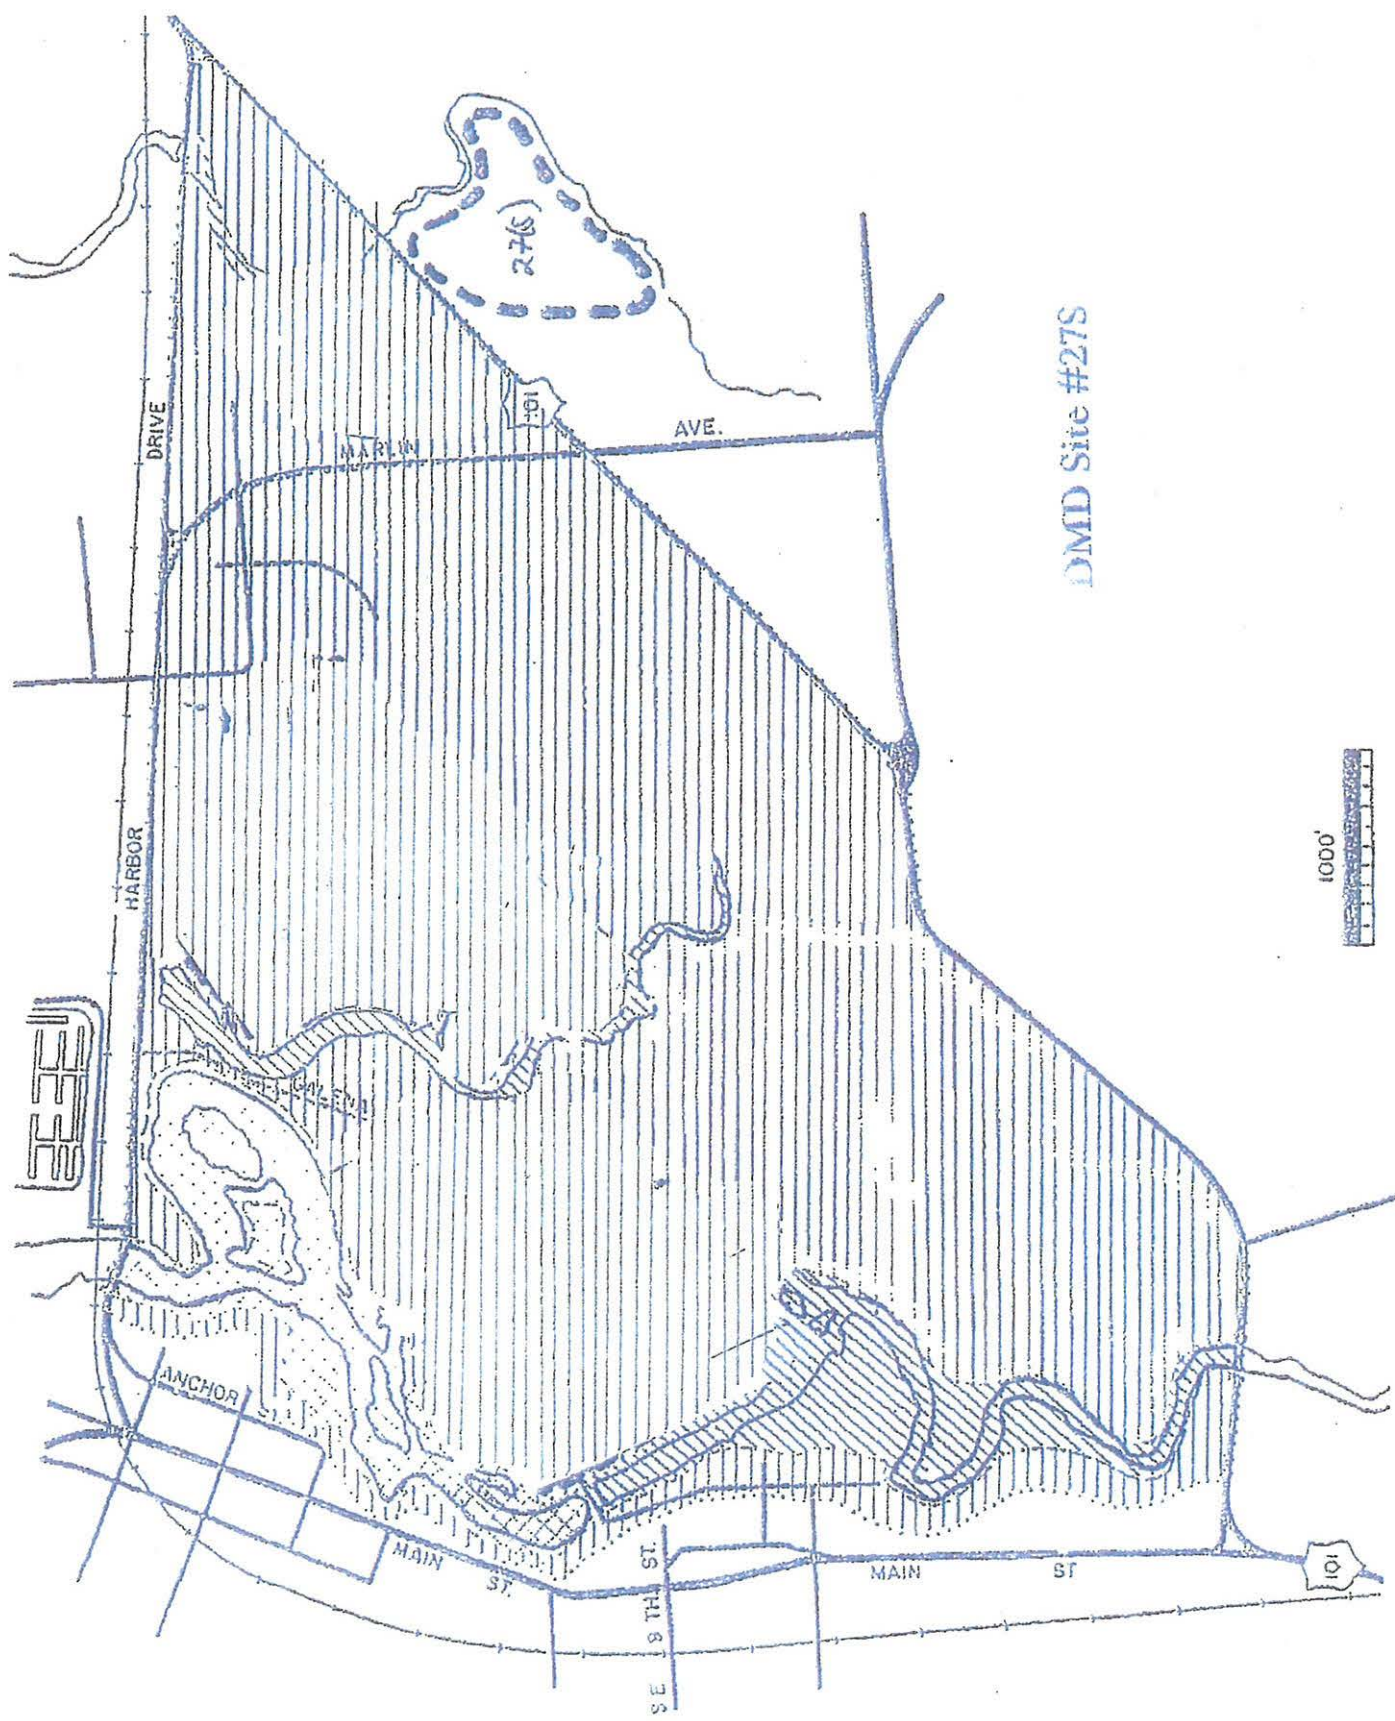 HARBOR DRIVE
MARLIN AVE.
101
27(S)
DMD Site #27S
1000'
ANCHOR
MAIN ST.
SE 9 TH. ST.
MAIN ST
101